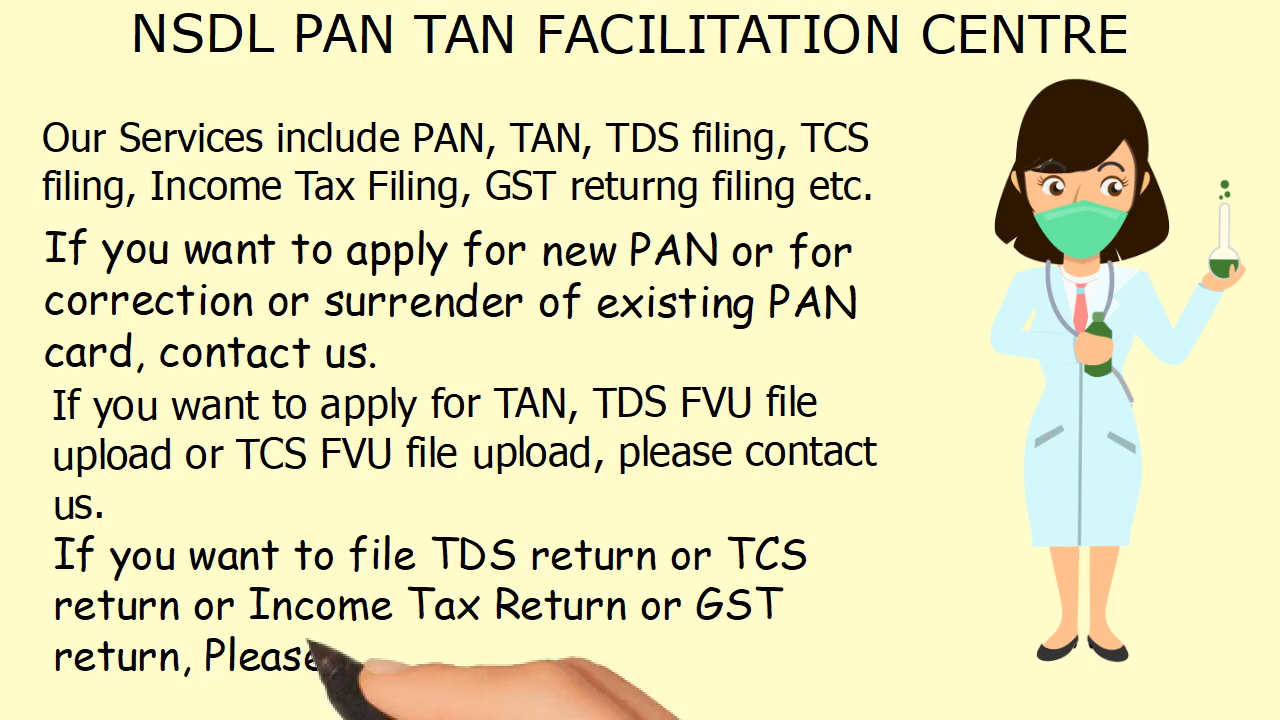 NSDL PAN TAN FACILITATION CENTRE
Our Services include PAN, TAN, TDS filing, TCS
filing, Income Tax Filing, GST returng filing etc.
If you want to apply for new PAN or for
correction or surrender of existing PAN
card, contact us.
If you want to apply for TAN, TDS FVU file
upload or TCS FVU file upload, please contact
us.
If you want to file TDS return or TCS
return or Income Tax Return or GST
return, Please